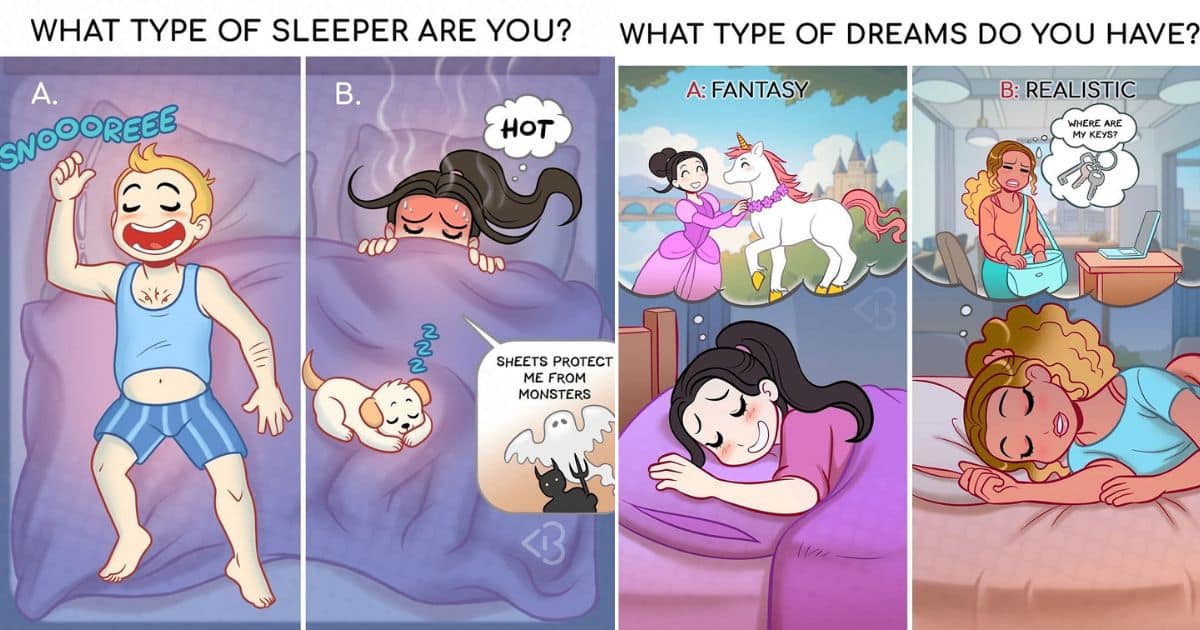 WHAT TYPE OF SLEEPER ARE YOU?
A.
SNOOOREEE
B.
HOT
ZZZ
SHEETS PROTECT
ME FROM
MONSTERS
WHAT TYPE OF DREAMS DO YOU HAVE?
A: FANTASY
B: REALISTIC
WHERE ARE
MY KEYS?